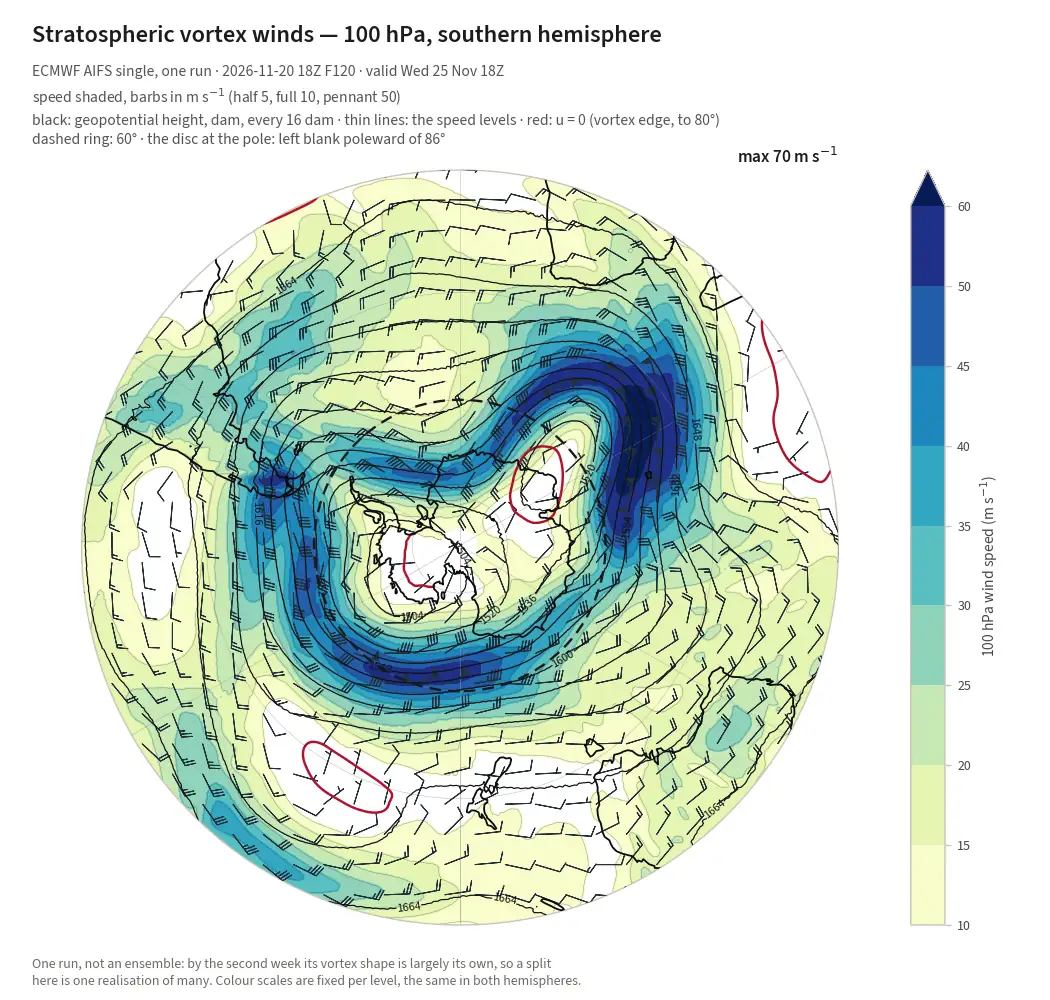 Stratospheric vortex winds — 100 hPa, southern hemisphere
ECMWF AIFS single, one run · 2026-11-20 18Z F120 · valid Wed 25 Nov 18Z
speed shaded, barbs in m s⁻¹ (half 5, full 10, pennant 50)
black: geopotential height, dam, every 16 dam · thin lines: the speed levels · red: u = 0 (vortex edge, to 80°)
dashed ring: 60° · the disc at the pole: left blank poleward of 86°
max 70 m s⁻¹
60
50
45
40
35
30
25
20
15
10
100 hPa wind speed (m s⁻¹)
1664
1648
1616
1520
1504
1520
1536
1600
1664
1664
1664
One run, not an ensemble: by the second week its vortex shape is largely its own, so a split
here is one realisation of many. Colour scales are fixed per level, the same in both hemispheres.